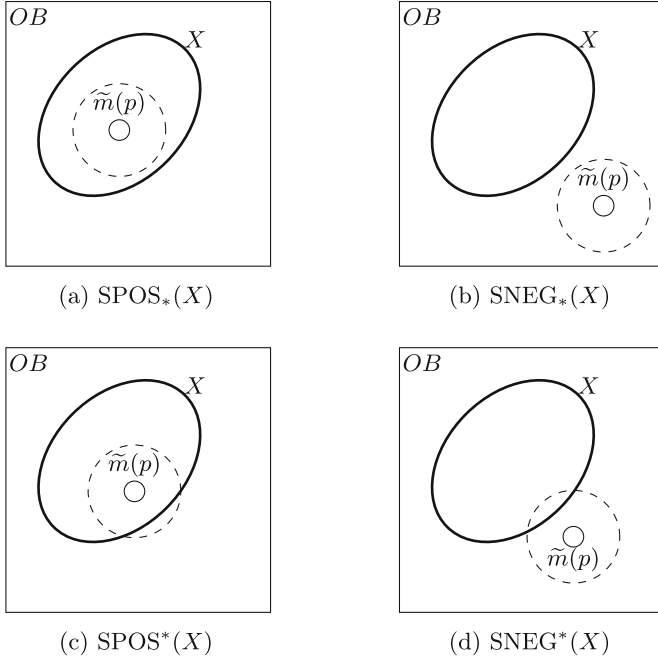 OB
X
m̃(p)
(a) SPOS∗(X)
OB
X
m̃(p)
(b) SNEG∗(X)
OB
X
m̃(p)
(c) SPOS*(X)
OB
X
m̃(p)
(d) SNEG*(X)